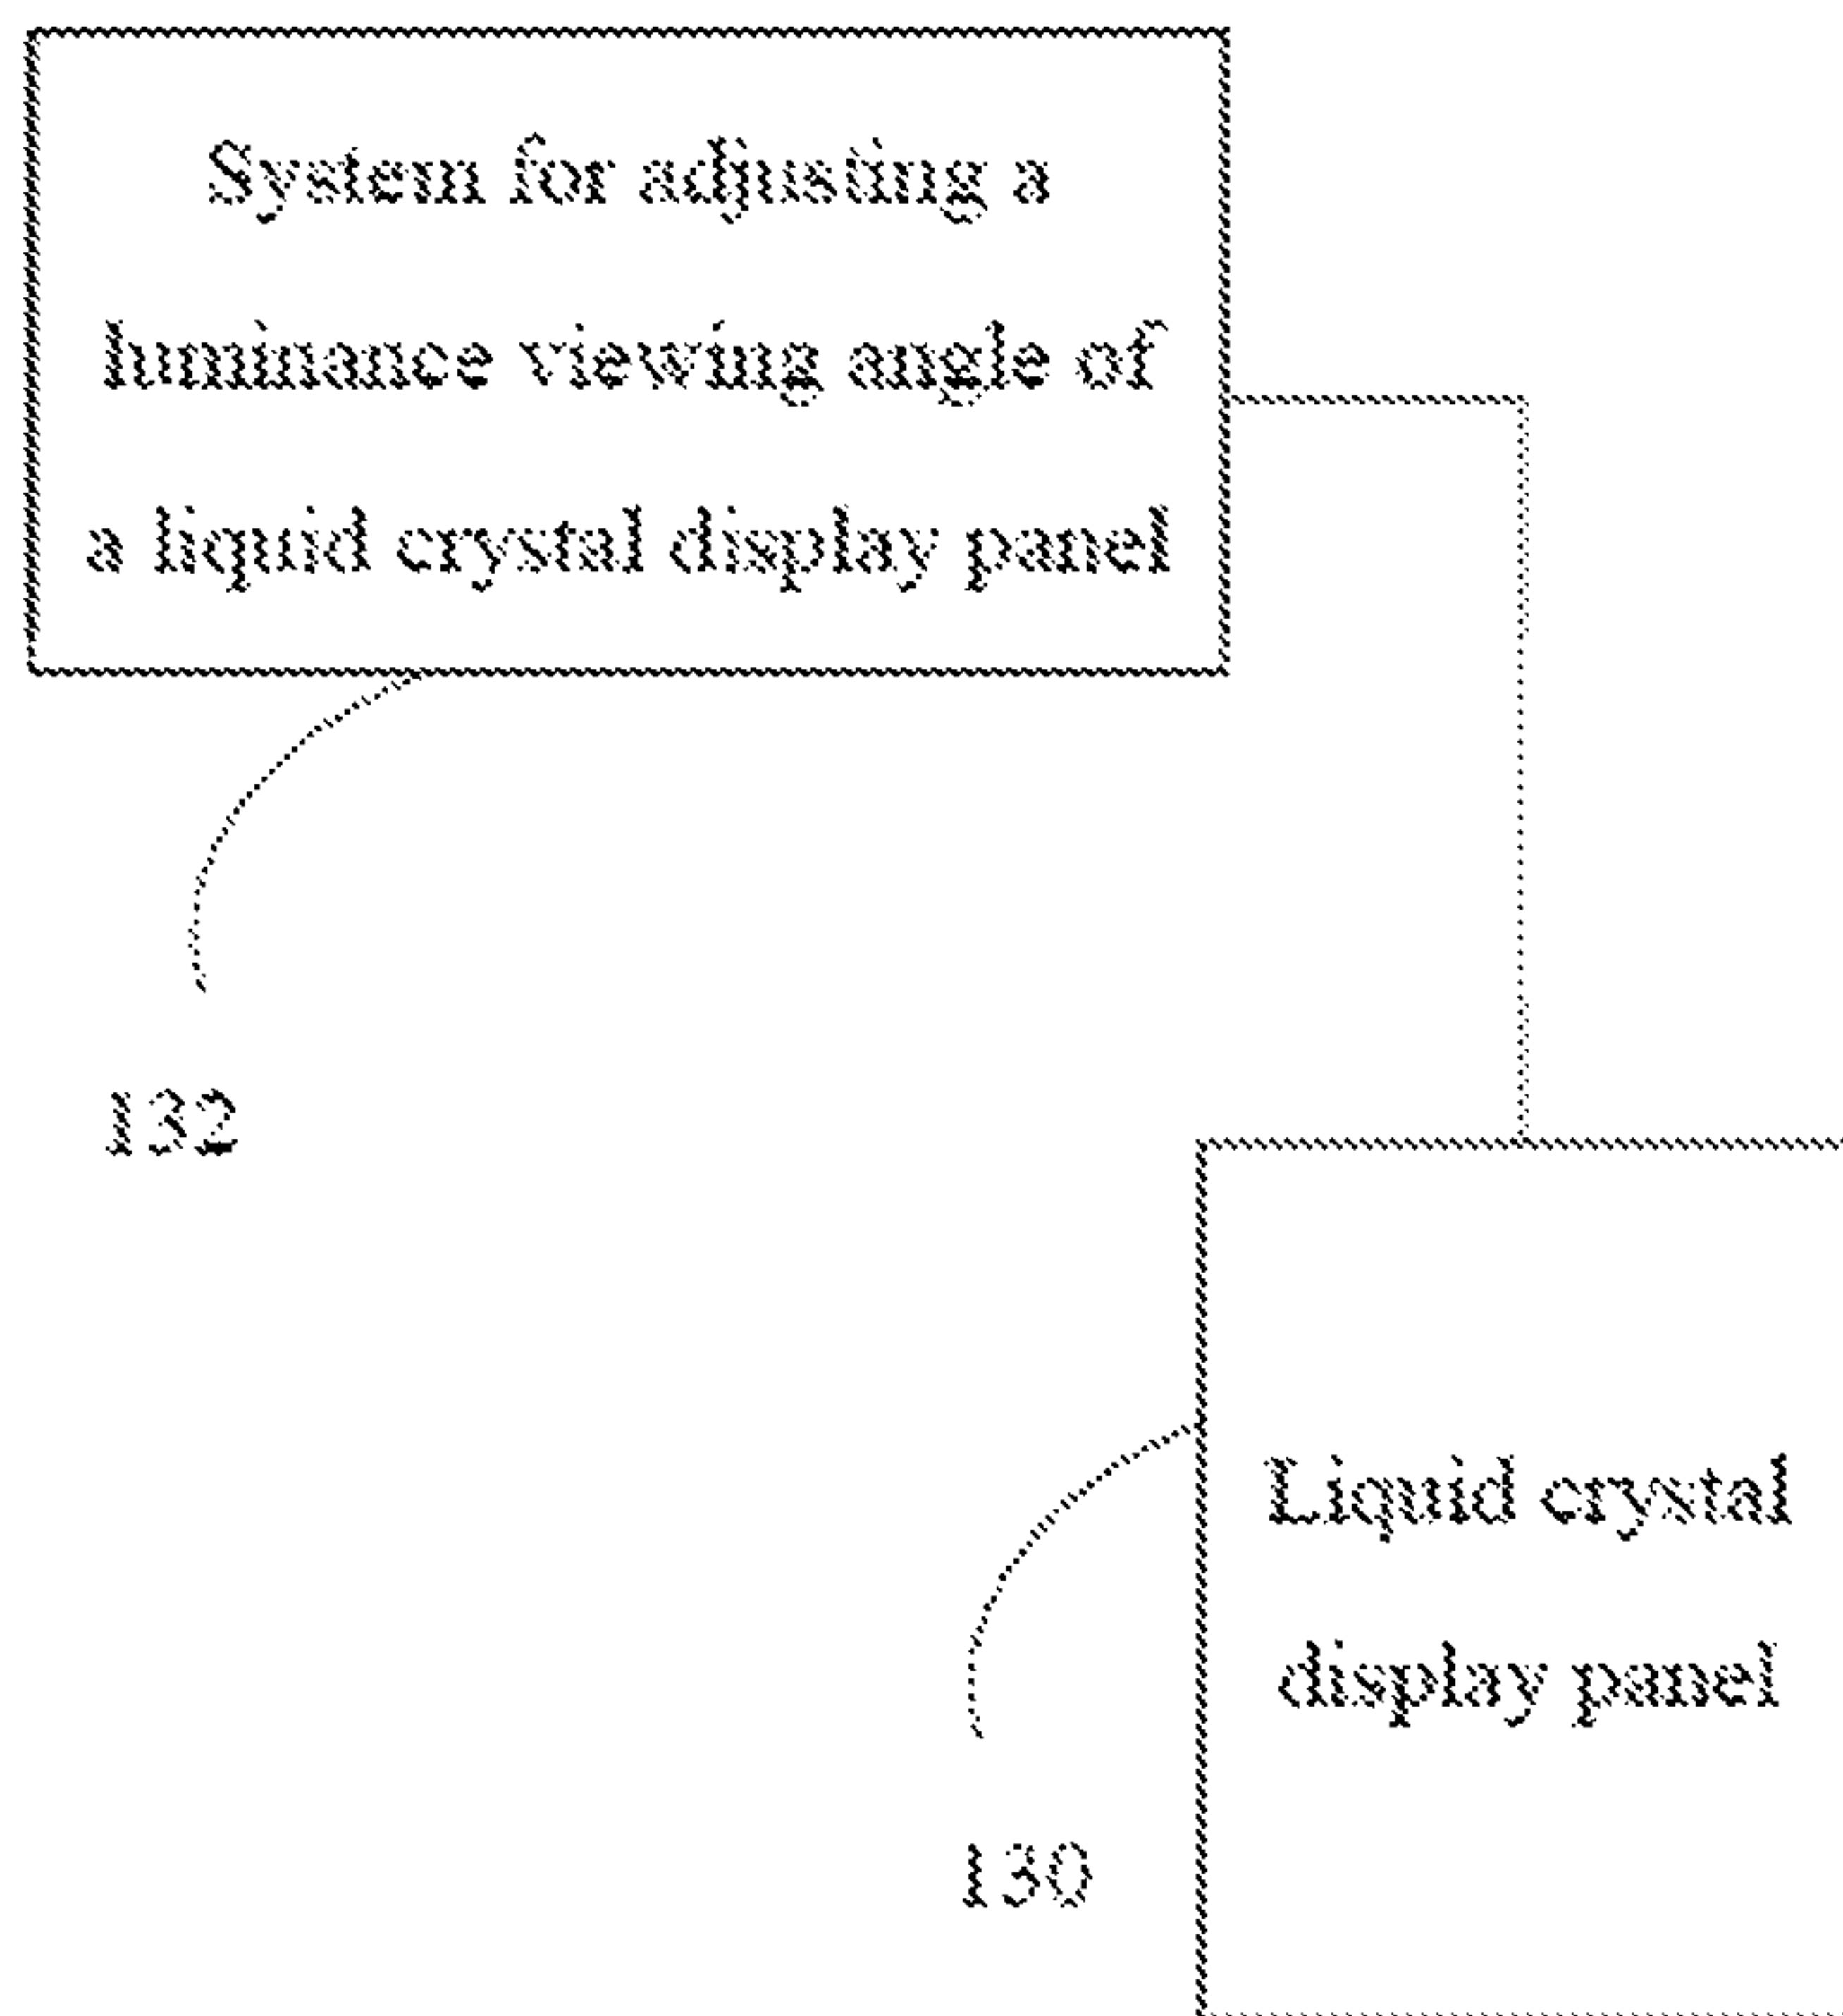 System for adjusting a
luminance viewing angle of
a liquid crystal display panel
132
Liquid crystal
display panel
130